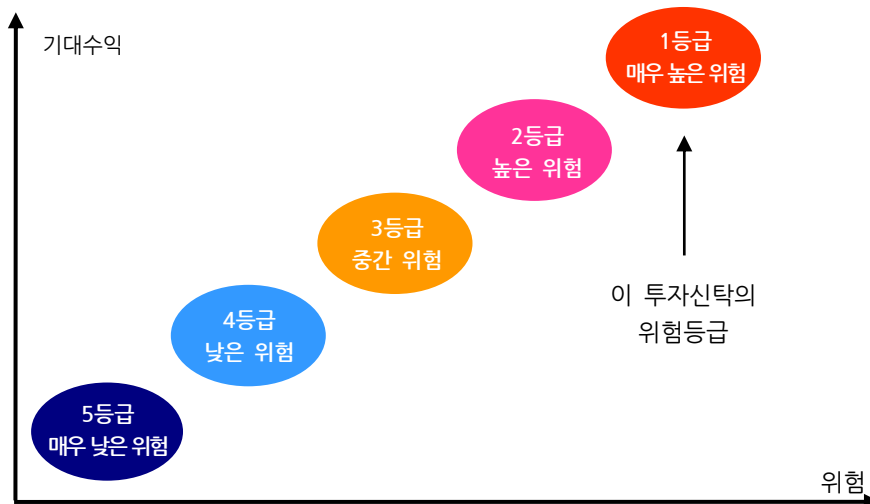 기대수익
1등급
매우 높은 위험
2등급
높은 위험
3등급
중간 위험
이 투자신탁의
위험등급
4등급
낮은 위험
5등급
매우 낮은 위험
위험